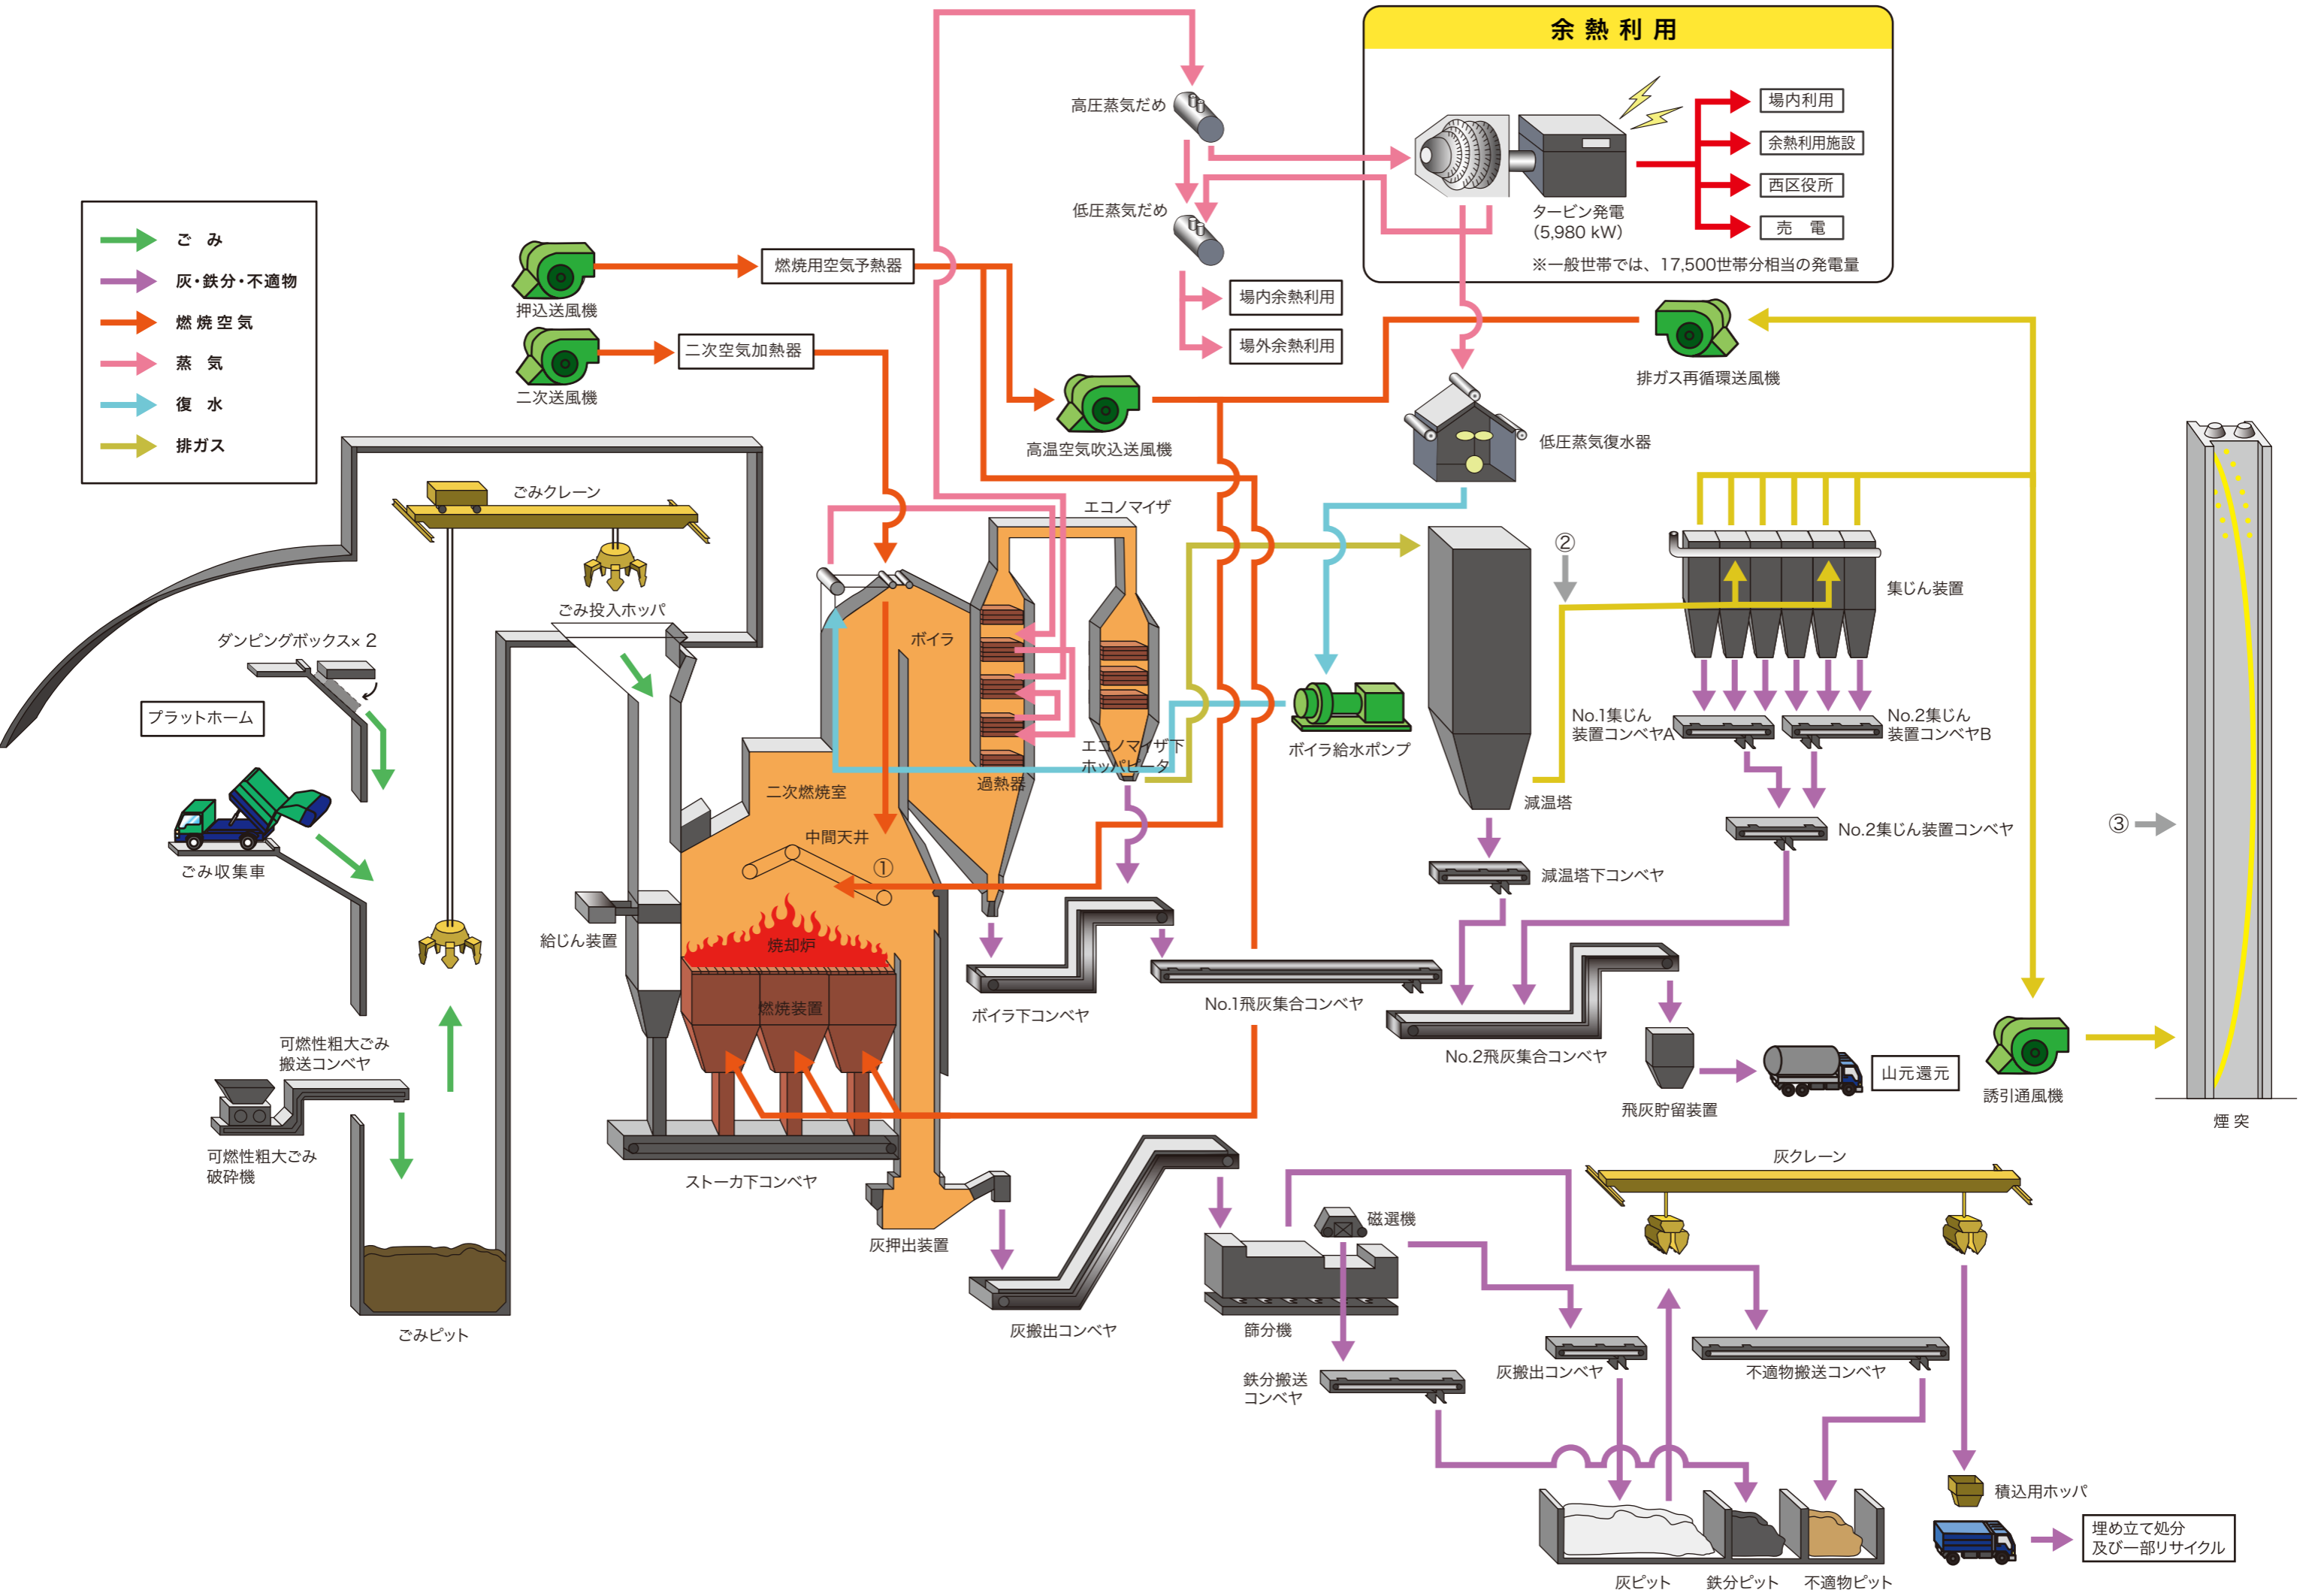 余熱利用
高圧蒸気だめ
場内利用
余熱利用施設
西区役所
売　電
タービン発電
（5,980 kW）
※一般世帯では、17,500世帯分相当の発電量
低圧蒸気だめ
ご み
灰・鉄分・不適物
燃焼空気
蒸 気
復 水
排ガス
押込送風機
燃焼用空気予熱器
二次送風機
二次空気加熱器
場内余熱利用
場外余熱利用
高温空気吹込送風機
排ガス再循環送風機
低圧蒸気復水器
ごみクレーン
エコノマイザ
②
集じん装置
ごみ投入ホッパ
ダンピングボックス×２
プラットホーム
ボイラ
No.1集じん
装置コンベヤA
No.2集じん
装置コンベヤB
エコノマイザ下
ホッパヒータ
ボイラ給水ポンプ
過熱器
二次燃焼室
減温塔
③
中間天井
①
No.2集じん装置コンベヤ
ごみ収集車
減温塔下コンベヤ
給じん装置
焼却炉
燃焼装置
ボイラ下コンベヤ
No.1飛灰集合コンベヤ
No.2飛灰集合コンベヤ
可燃性粗大ごみ
搬送コンベヤ
山元還元
飛灰貯留装置
誘引通風機
煙突
可燃性粗大ごみ
破砕機
ストーカ下コンベヤ
灰クレーン
灰押出装置
磁選機
ごみピット
灰搬出コンベヤ
篩分機
鉄分搬送
コンベヤ
灰搬出コンベヤ
不適物搬送コンベヤ
積込用ホッパ
埋め立て処分
及び一部リサイクル
灰ピット
鉄分ピット
不適物ピット